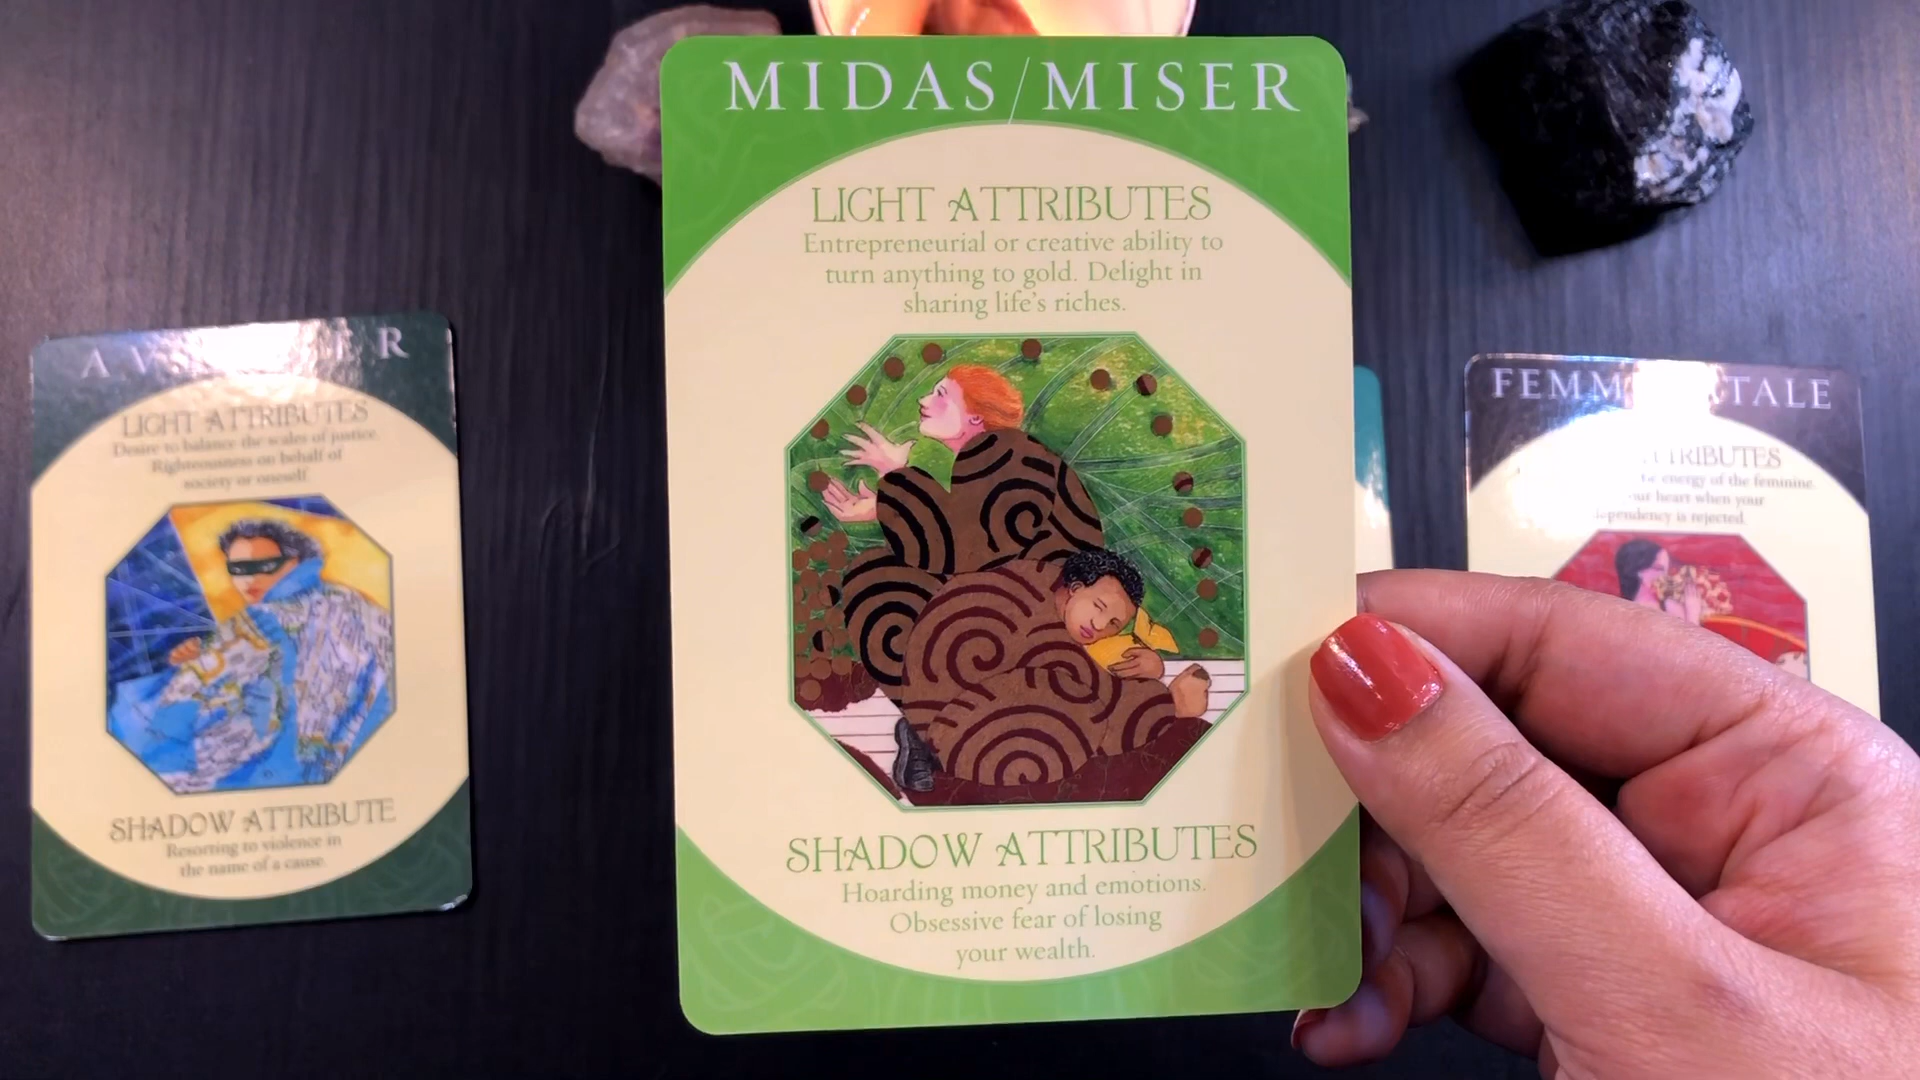 MIDAS/MISER
LIGHT ATTRIBUTES
Entrepreneurial or creative ability to
turn anything to gold. Delight in
sharing life's riches.
SHADOW ATTRIBUTES
Hoarding money and emotions.
Obsessive fear of losing
your wealth.
LIGHT ATTRIBUTES
Desire to balance the scales of justice.
Righteousness on behalf of
society or oneself.
SHADOW ATTRIBUTE
Resorting to violence in
the name of a cause.
energy of the feminine.
heart when your
is rejected.